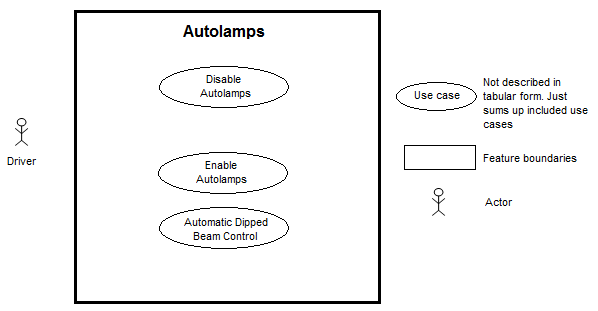 Autolamps
Disable
Autolamps
Driver
Enable
Autolamps
Automatic Dipped
Beam Control
Use case
Not described in
tabular form. Just
sums up included use
cases
Feature boundaries
Actor